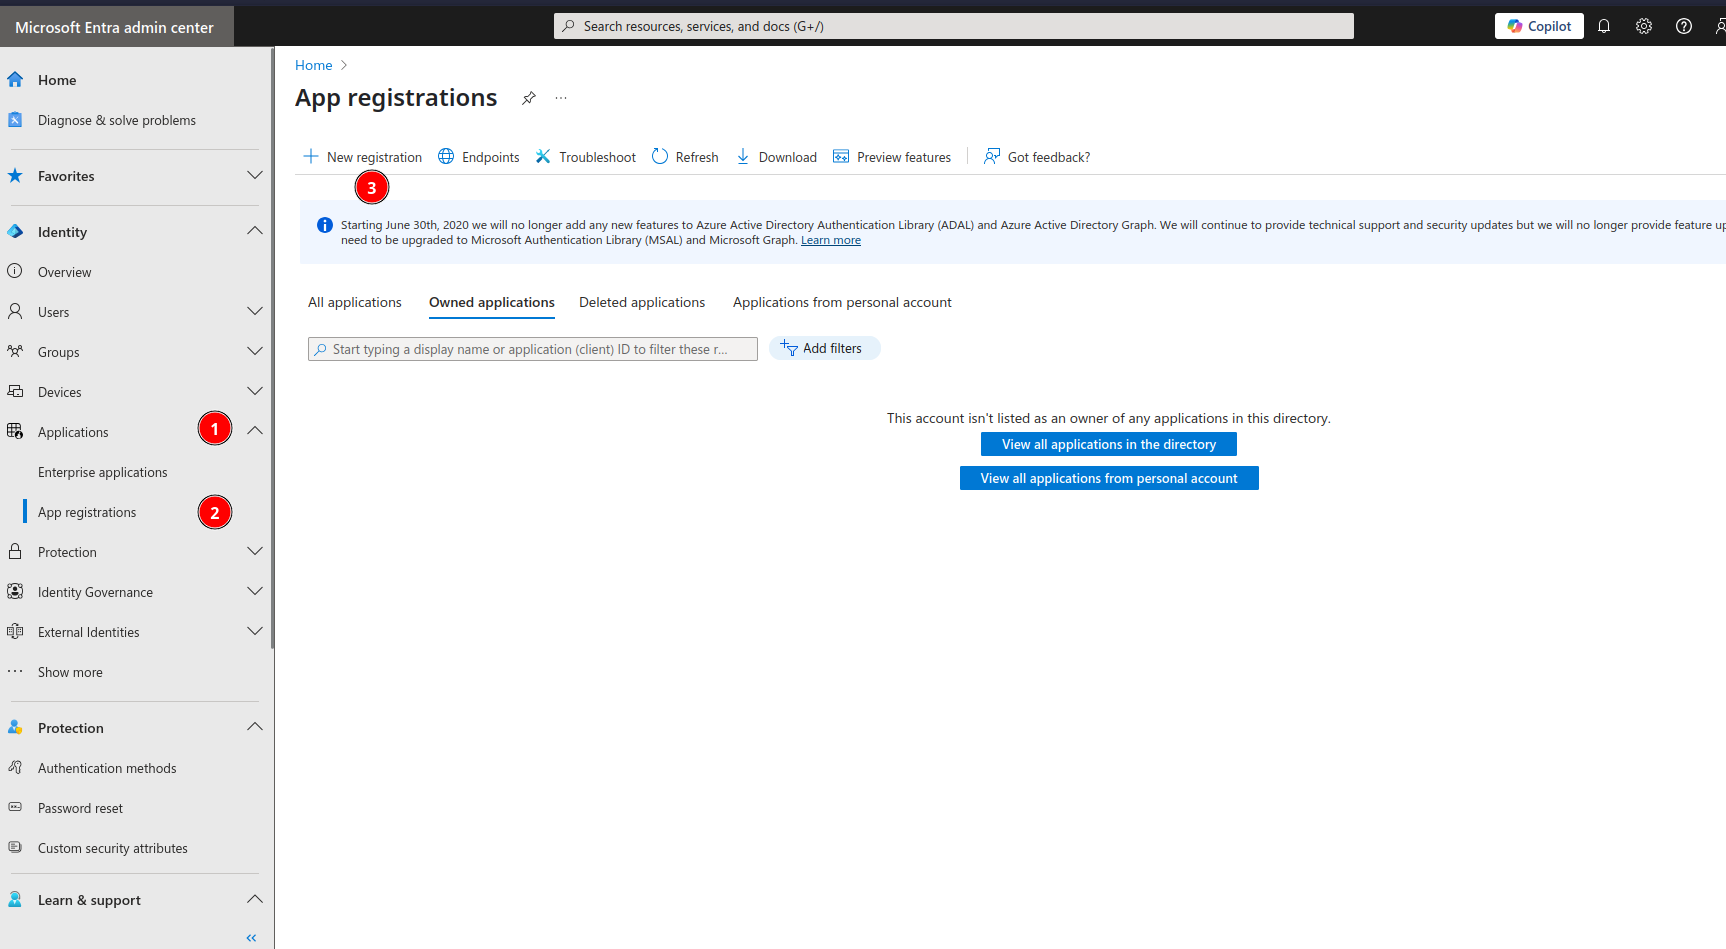 Microsoft Entra admin center
Search resources, services, and docs (G+/)
Copilot
Home
Diagnose & solve problems
Favorites
Identity
Overview
Users
Groups
Devices
Applications
1
Enterprise applications
App registrations
2
Protection
Identity Governance
External Identities
Show more
Protection
Authentication methods
Password reset
Custom security attributes
Learn & support
Home
App registrations
New registration
Endpoints
Troubleshoot
Refresh
Download
Preview features
Got feedback?
3
Starting June 30th, 2020 we will no longer add any new features to Azure Active Directory Authentication Library (ADAL) and Azure Active Directory Graph. We will continue to provide technical support and security updates but we will no longer provide feature up
need to be upgraded to Microsoft Authentication Library (MSAL) and Microsoft Graph. Learn more
All applications
Owned applications
Deleted applications
Applications from personal account
Start typing a display name or application (client) ID to filter these r...
Add filters
This account isn't listed as an owner of any applications in this directory.
View all applications in the directory
View all applications from personal account